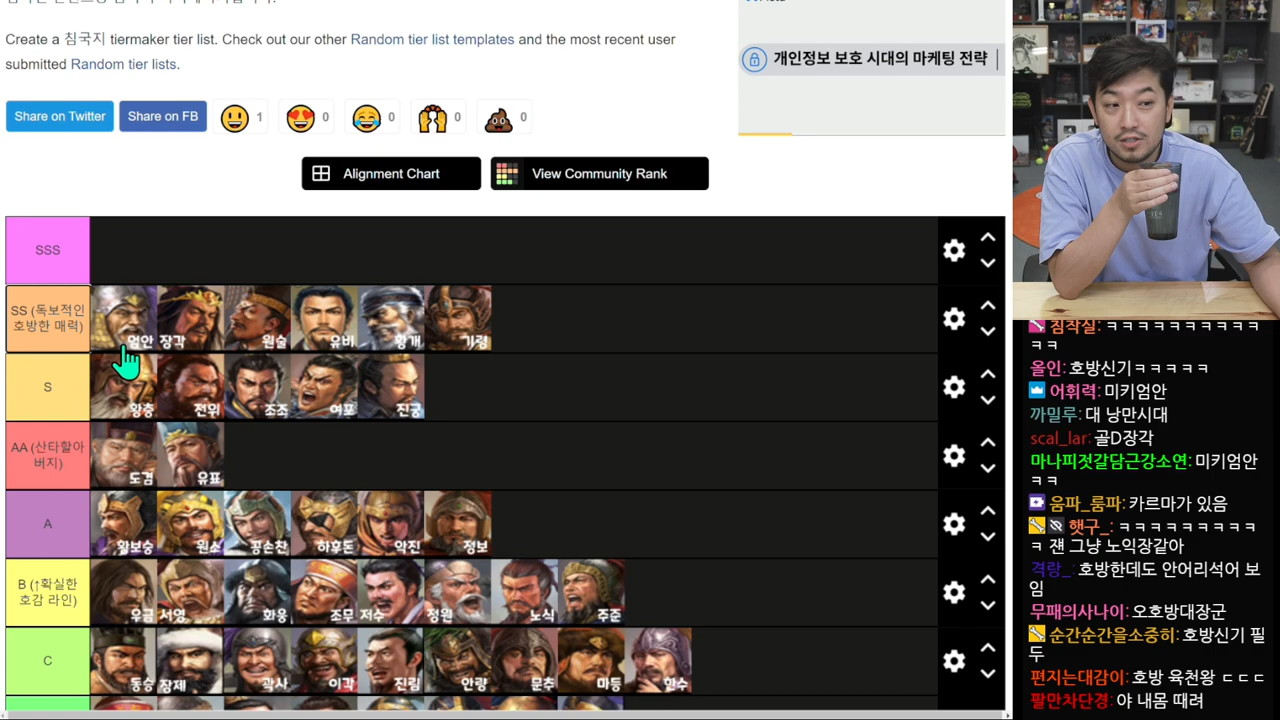 Create a 침국지 tiermaker tier list. Check out our other Random tier list templates and the most recent user
submitted Random tier lists.
개인정보 보호 시대의 마케팅 전략
Share on Twitter
Share on FB
1
0
0
0
0
Alignment Chart
View Community Rank
SSS
SS (독보적인
호방한 매력)
엄안
장각
원술
유비
황개
기령
S
왕충
전위
조조
여포
진궁
AA (산타할아
버지)
도겸
유표
A
왕보승
원소
공손찬
하후돈
악진
정보
B (↑확실한
호감 라인)
우금
서영
화웅
조무
저수
정원
노식
주준
C
동승
장제
곽사
이각
진림
안량
문추
마등
한수
침착실: ㅋㅋㅋㅋㅋㅋㅋㅋㅋㅋ
ㅋㅋ
올인: 호방신기ㅋㅋㅋㅋㅋ
어휘력: 미키엄안
까밀루: 대 낭만시대
scal_lar: 골D장각
마나피젓갈담근강소연: 미키엄안
ㅋㅋ
움파_룸파: 카르마가 있음
햇구_: ㅋㅋㅋㅋㅋㅋㅋㅋㅋ
ㅋ 쟨 그냥 노익장같아
격랑_: 호방한데도 안어리석어 보
임
무패의사나이: 오호방대장군
순간순간을소중히: 호방신기 필
두
편지는대감이: 호방 육천왕 ㄷㄷㄷ
팔만차단경: 야 내몸 때려